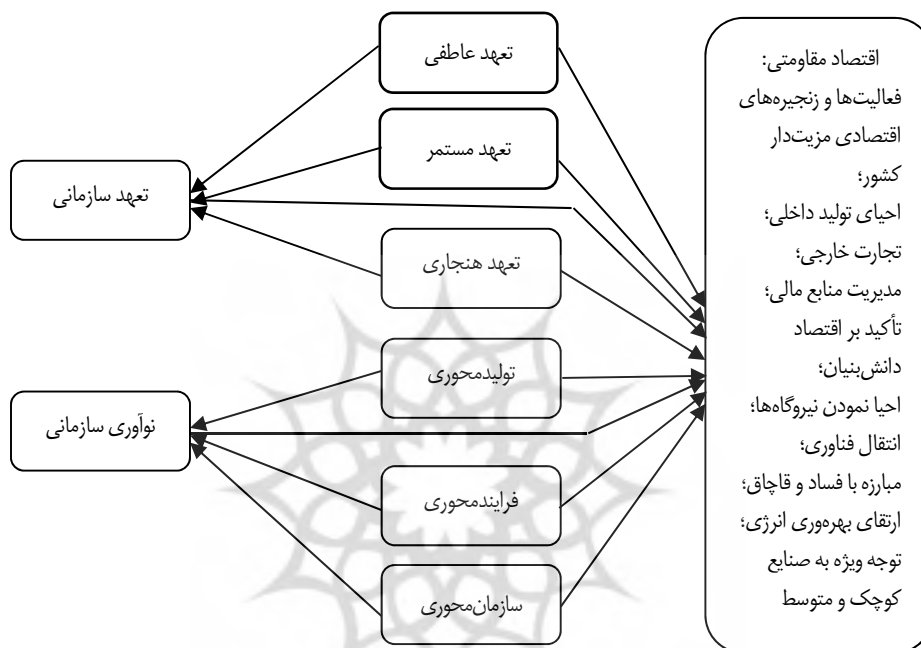 اقتصاد مقاومتی:
فعالیت‌ها و زنجیره‌های
اقتصادی مزیت‌دار
کشور؛
احیای تولید داخلی؛
تجارت خارجی؛
مدیریت منابع مالی؛
تأکید بر اقتصاد
دانش‌بنیان؛
احیا نمودن نیروگاه‌ها؛
انتقال فناوری؛
مبارزه با فساد و قاچاق؛
ارتقای بهره‌وری انرژی؛
توجه ویژه به صنایع
کوچک و متوسط
تعهد عاطفی
تعهد مستمر
تعهد هنجاری
تولیدمحوری
فرایندمحوری
سازمان‌محوری
تعهد سازمانی
نوآوری سازمانی